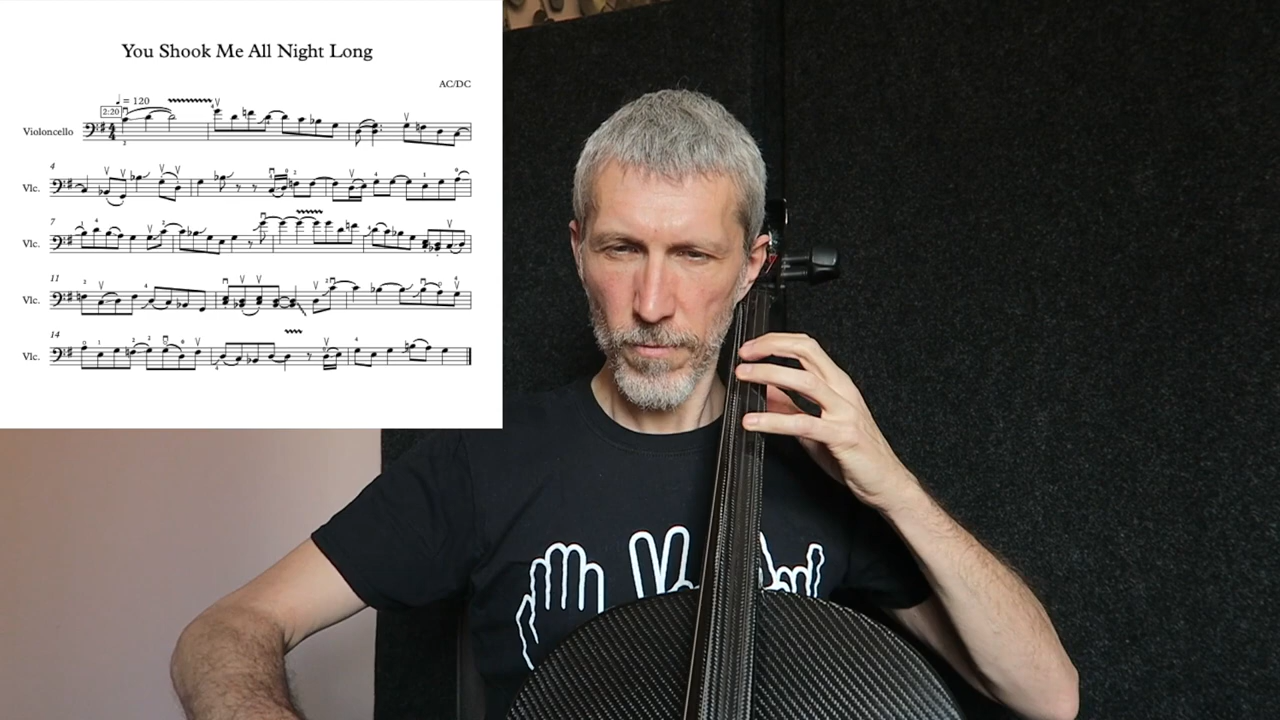 You Shook Me All Night Long
AC/DC
♩ = 120
2:20
Violoncello
4
Vlc.
7
Vlc.
11
Vlc.
14
Vlc.